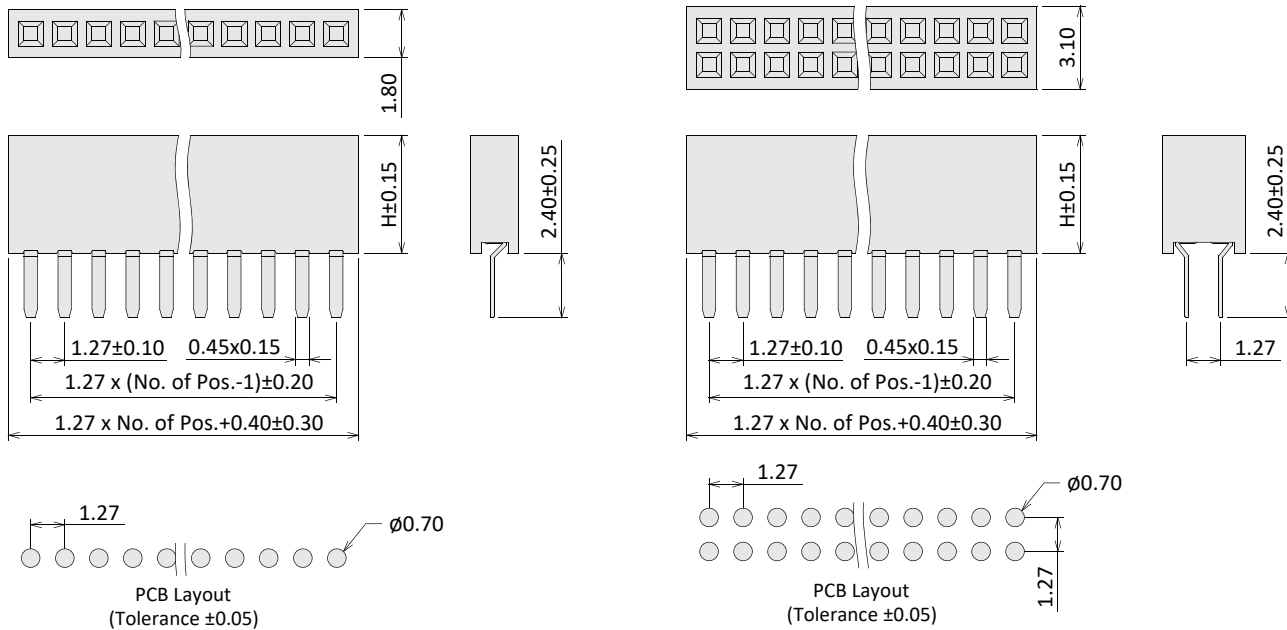 1.80
H±0.15
2.40±0.25
1.27±0.10
0.45x0.15
1.27 x (No. of Pos.-1)±0.20
1.27 x No. of Pos.+0.40±0.30
1.27
ø0.70
PCB Layout
(Tolerance ±0.05)
3.10
H±0.15
2.40±0.25
1.27±0.10
0.45x0.15
1.27
1.27 x (No. of Pos.-1)±0.20
1.27 x No. of Pos.+0.40±0.30
1.27
ø0.70
1.27
PCB Layout
(Tolerance ±0.05)